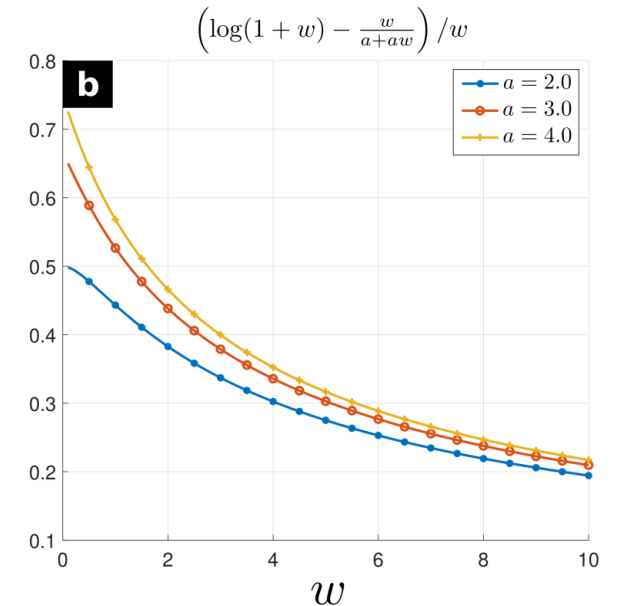 (log(1 + w) − w/(a+aw)) /w
b
a = 2.0
a = 3.0
a = 4.0
0.8
0.7
0.6
0.5
0.4
0.3
0.2
0.1
0 2 4 6 8 10
w